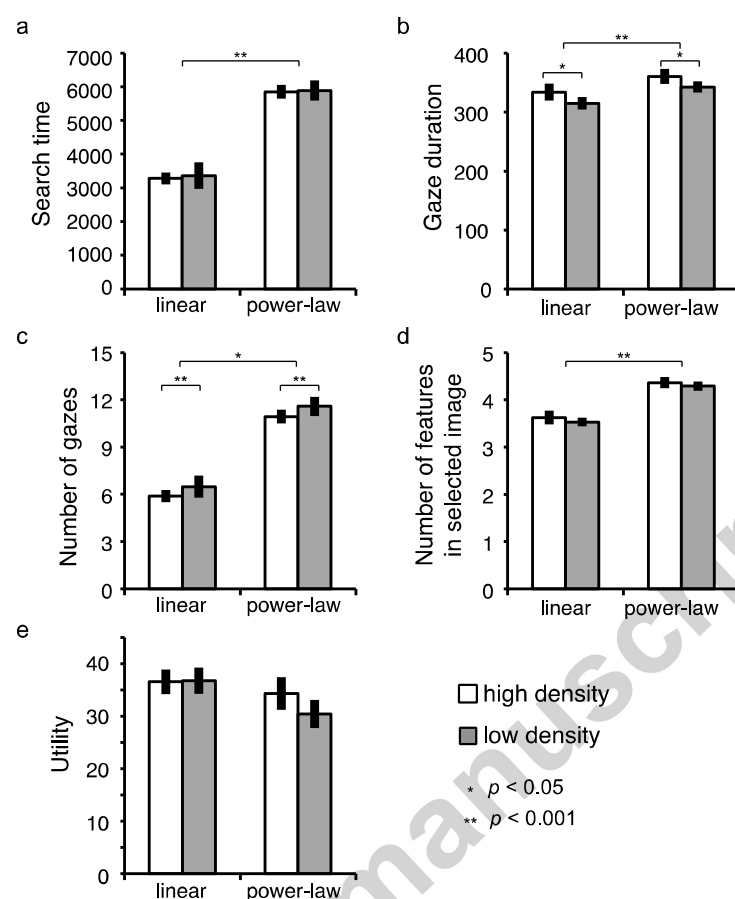 a
Search time
7000
6000
5000
4000
3000
2000
1000
0
**
linear
power-law
b
Gaze duration
400
300
200
100
0
**
*
*
linear
power-law
c
Number of gazes
15
12
9
6
3
0
*
**
**
linear
power-law
d
Number of features
in selected image
5
4
3
2
1
0
**
linear
power-law
e
Utility
40
30
20
10
0
linear
power-law
high density
low density
* p < 0.05
** p < 0.001